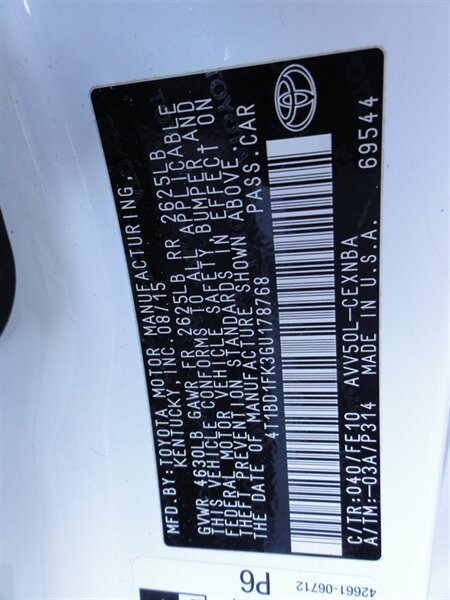 MFD. BY: TOYOTA MOTOR MANUFACTURING,
KENTUCKY, INC. 08/15
GVWR 4630LB GAWR FR 2625LB RR 2625LB
THIS VEHICLE CONFORMS TO ALL APPLICABLE
FEDERAL MOTOR VEHICLE SAFETY BUMPER AND
THEFT PREVENTION STANDARDS IN EFFECT ON
THE DATE OF MANUFACTURE SHOWN ABOVE.
4T1BD1FK3GU178768 PASS. CAR
C/TR: 040/FE10 AVV50L-CEXNBA
A/TM: -03A/P314 MADE IN U.S.A. 69544
P6
42661-06712